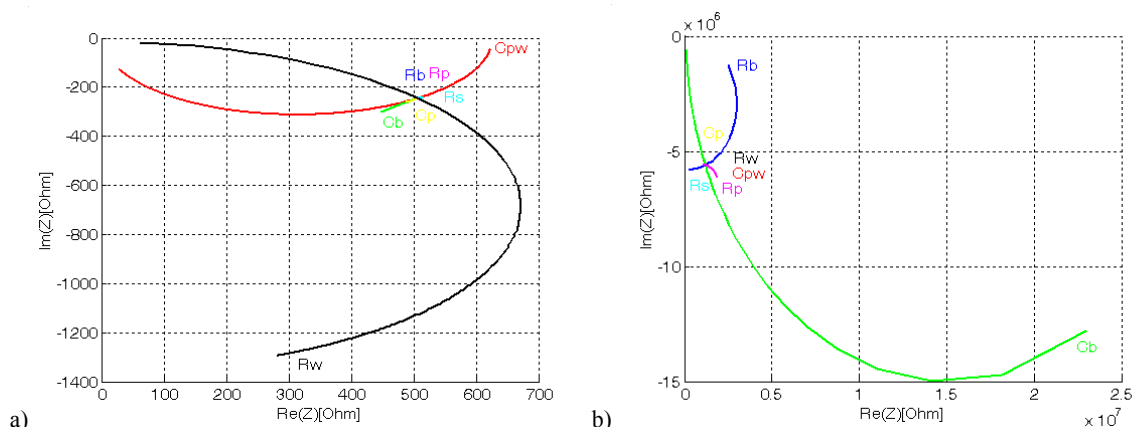 a)
0
-200
-400
-600
-800
-1000
-1200
-1400
Im(Z)[Ohm]
0 100 200 300 400 500 600 700
Re(Z)[Ohm]
Cpw
Rb Rp
Rs
Cp
Cb
Rw
b)
x 10^6
0
-5
-10
-15
Im(Z)[Ohm]
0 0.5 1 1.5 2 2.5
Re(Z)[Ohm]
x 10^7
Rb
Cp
Rw
Cpw
Rs
Rp
Cb